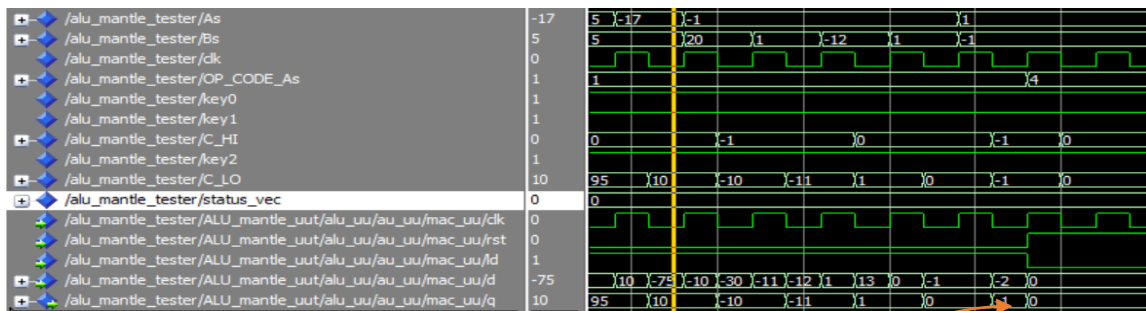 /alu_mantle_tester/As -17 5 -17 -1 1
/alu_mantle_tester/Bs 5 5 20 1 -12 1 -1
/alu_mantle_tester/clk 0
/alu_mantle_tester/OP_CODE_As 1 1 4
/alu_mantle_tester/key0 1
/alu_mantle_tester/key1 1
/alu_mantle_tester/C_HI 0 0 -1 0 -1 0
/alu_mantle_tester/key2 1
/alu_mantle_tester/C_LO 10 95 10 -10 -11 1 0 -1 0
/alu_mantle_tester/status_vec 0 0
/alu_mantle_tester/ALU_mantle_uut/alu_uu/au_uu/mac_uu/clk 0
/alu_mantle_tester/ALU_mantle_uut/alu_uu/au_uu/mac_uu/rst 0
/alu_mantle_tester/ALU_mantle_uut/alu_uu/au_uu/mac_uu/ld 1
/alu_mantle_tester/ALU_mantle_uut/alu_uu/au_uu/mac_uu/d -75 10 -75 -10 -30 -11 -12 1 13 0 -1 -2 0
/alu_mantle_tester/ALU_mantle_uut/alu_uu/au_uu/mac_uu/q 10 95 10 -10 -11 1 0 -1 0